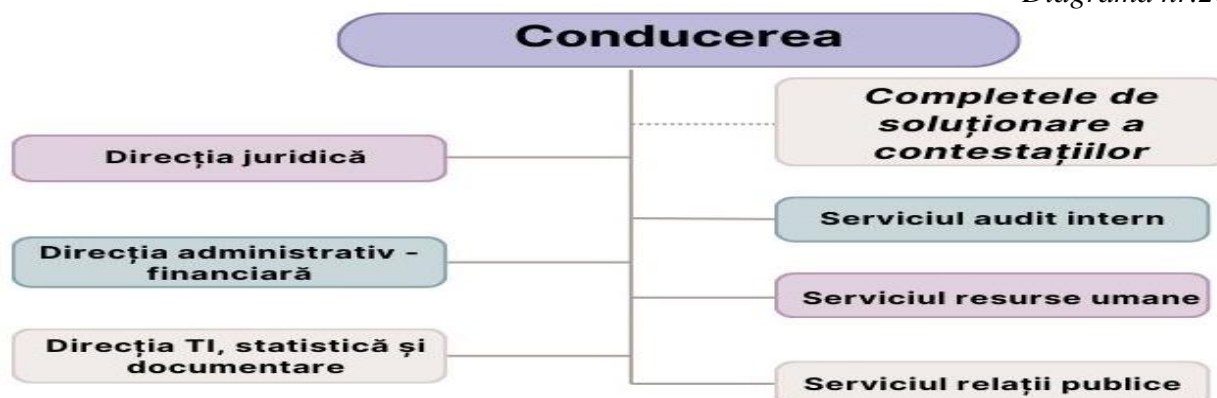 Diagrama nr.2
Conducerea
Completele de
soluționare a
contestațiilor
Direcția juridică
Serviciul audit intern
Direcția administrativ -
financiară
Serviciul resurse umane
Direcția TI, statistică și
documentare
Serviciul relații publice